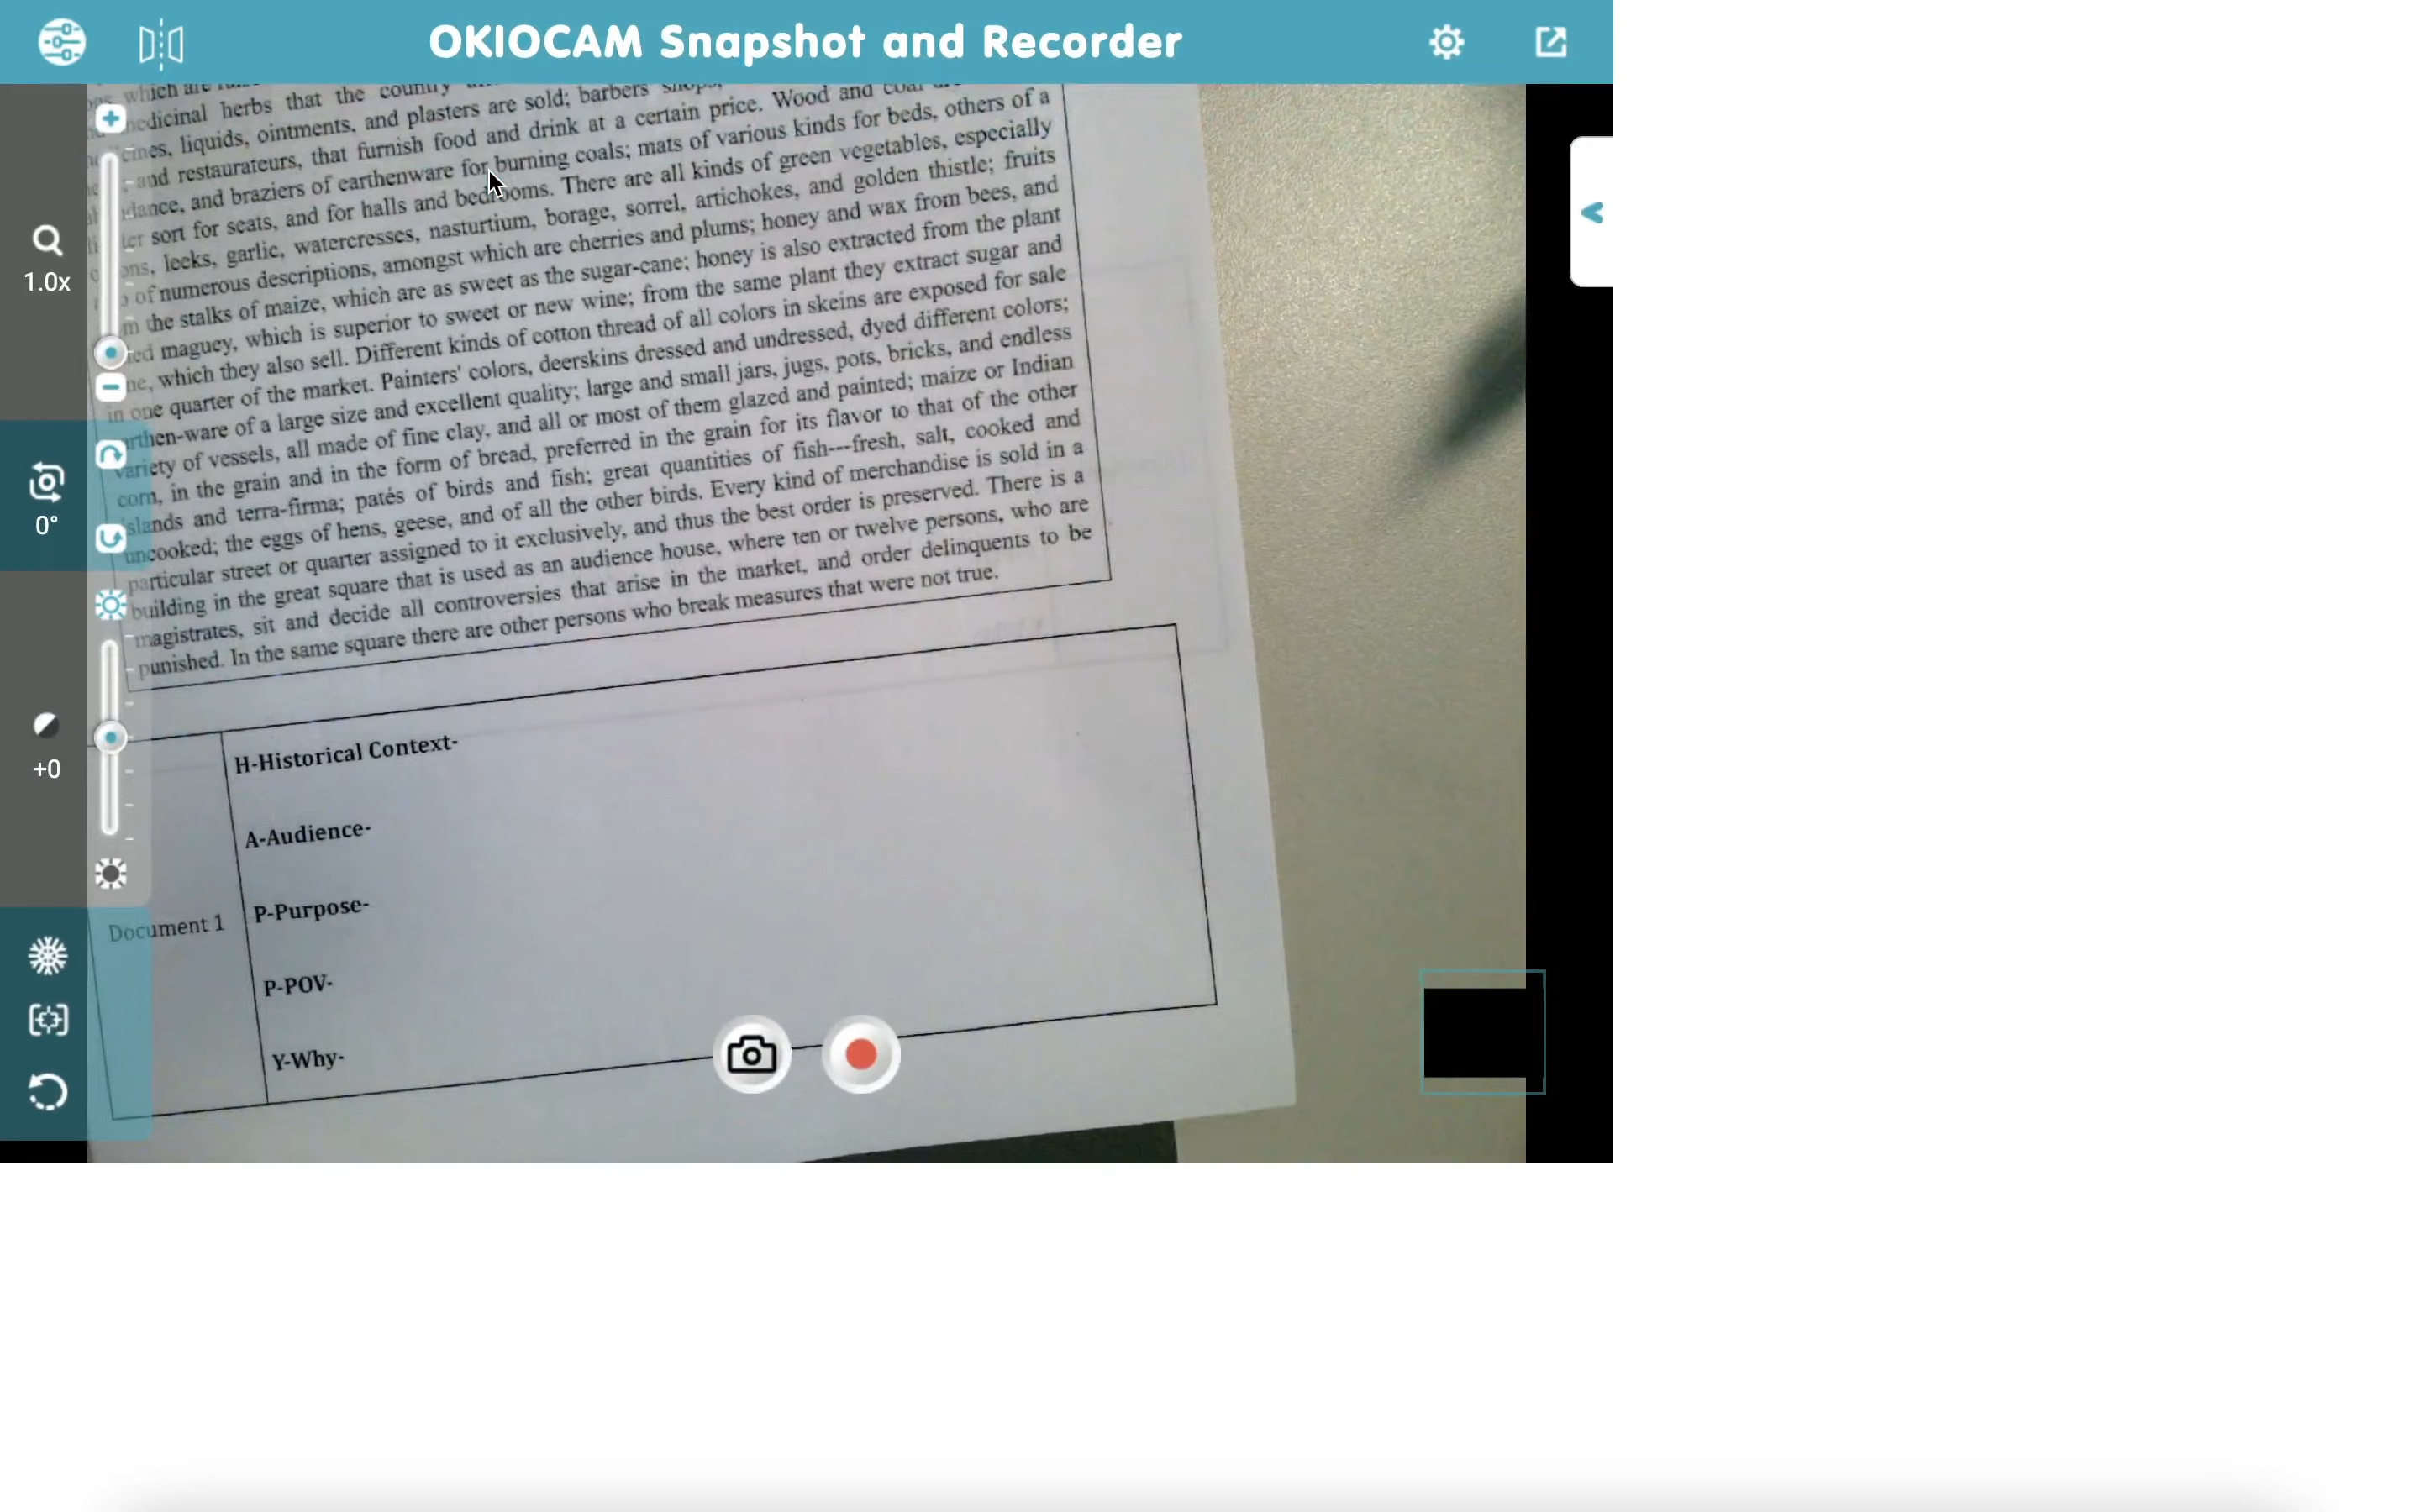 OKIOCAM Snapshot and Recorder
which are
medicinal herbs that the country
liquids, ointments, and plasters are sold; barbers' shops,
and restaurateurs, that furnish food and drink at a certain price. Wood and coal
and braziers of earthenware for burning coals; mats of various kinds for beds, others of a
sort for seats, and for halls and bedrooms. There are all kinds of green vegetables, especially
leeks, garlic, watercresses, nasturtium, borage, sorrel, artichokes, and golden thistle; fruits
of numerous descriptions, amongst which are cherries and plums; honey and wax from bees, and
the stalks of maize, which are as sweet as the sugar-cane; honey is also extracted from the plant
maguey, which is superior to sweet or new wine; from the same plant they extract sugar and
which they also sell. Different kinds of cotton thread of all colors in skeins are exposed for sale
in one quarter of the market. Painters' colors, deerskins dressed and undressed, dyed different colors;
earthen-ware of a large size and excellent quality; large and small jars, jugs, pots, bricks, and endless
variety of vessels, all made of fine clay, and all or most of them glazed and painted; maize or Indian
corn, in the grain and in the form of bread, preferred in the grain for its flavor to that of the other
islands and terra-firma; patés of birds and fish; great quantities of fish---fresh, salt, cooked and
uncooked; the eggs of hens, geese, and of all the other birds. Every kind of merchandise is sold in a
particular street or quarter assigned to it exclusively, and thus the best order is preserved. There is a
building in the great square that is used as an audience house, where ten or twelve persons, who are
magistrates, sit and decide all controversies that arise in the market, and order delinquents to be
punished. In the same square there are other persons who break measures that were not true.
1.0x
0°
+0
Document 1
H-Historical Context-
A-Audience-
P-Purpose-
P-POV-
Y-Why-